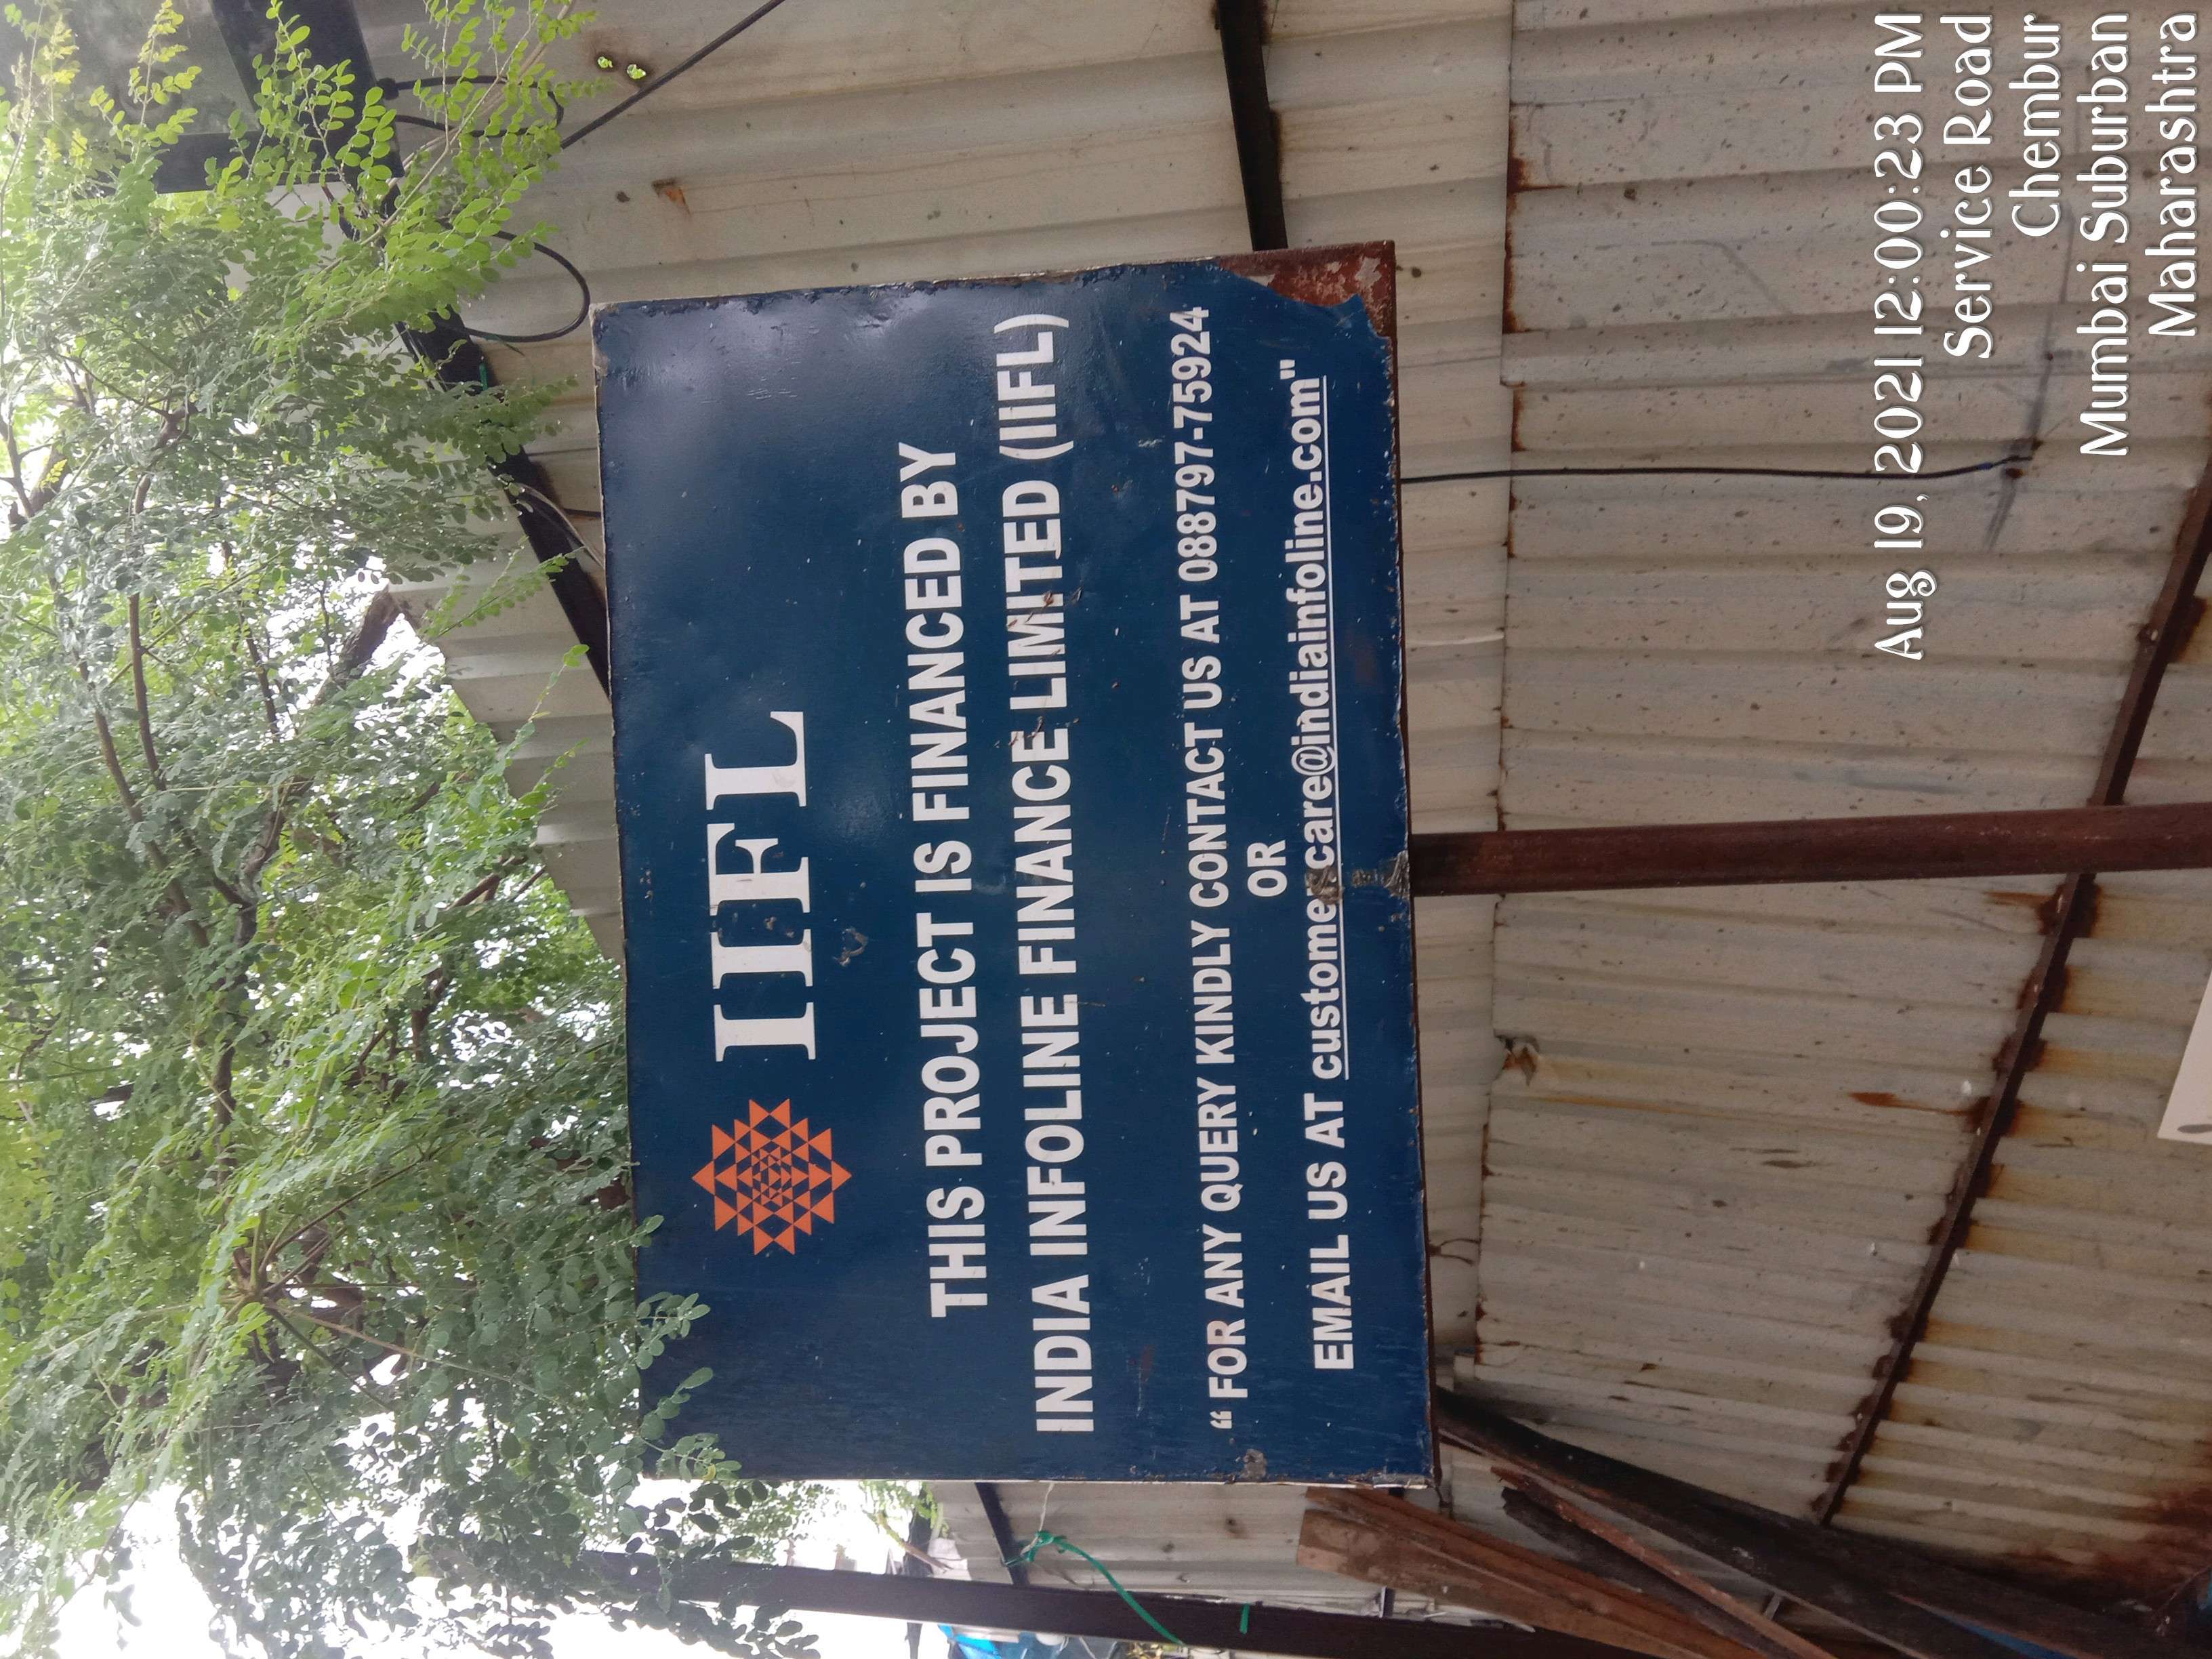 IIFL
THIS PROJECT IS FINANCED BY
INDIA INFOLINE FINANCE LIMITED (IIFL)
“ FOR ANY QUERY KINDLY CONTACT US AT 088797-75924
OR
EMAIL US AT customercare@indiainfoline.com"
Aug 19, 2021 12:00:23 PM
Service Road
Chembur
Mumbai Suburban
Maharashtra